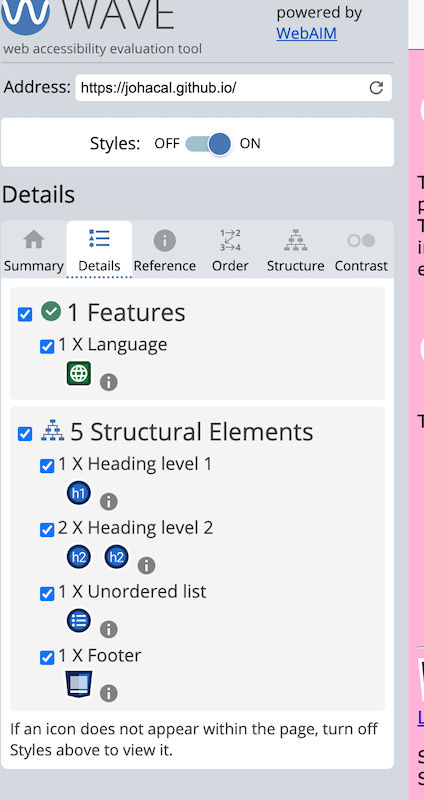 WAVE
powered by
WebAIM
web accessibility evaluation tool
Address: https://johacal.github.io/
Styles: OFF ON
Details
1→2
3→4
Summary Details Reference Order Structure Contrast
1 Features
1 X Language
5 Structural Elements
1 X Heading level 1
h1
2 X Heading level 2
h2 h2
1 X Unordered list
1 X Footer
If an icon does not appear within the page, turn off
Styles above to view it.